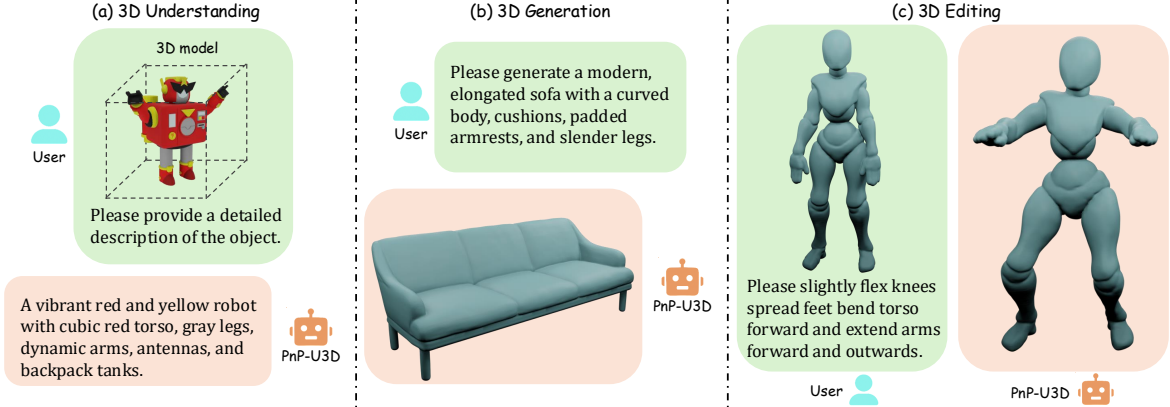 (a) 3D Understanding
3D model
User
Please provide a detailed
description of the object.
A vibrant red and yellow robot
with cubic red torso, gray legs,
dynamic arms, antennas, and
backpack tanks.
PnP-U3D
(b) 3D Generation
Please generate a modern,
elongated sofa with a curved
body, cushions, padded
armrests, and slender legs.
User
PnP-U3D
(c) 3D Editing
Please slightly flex knees
spread feet bend torso
forward and extend arms
forward and outwards.
User
PnP-U3D